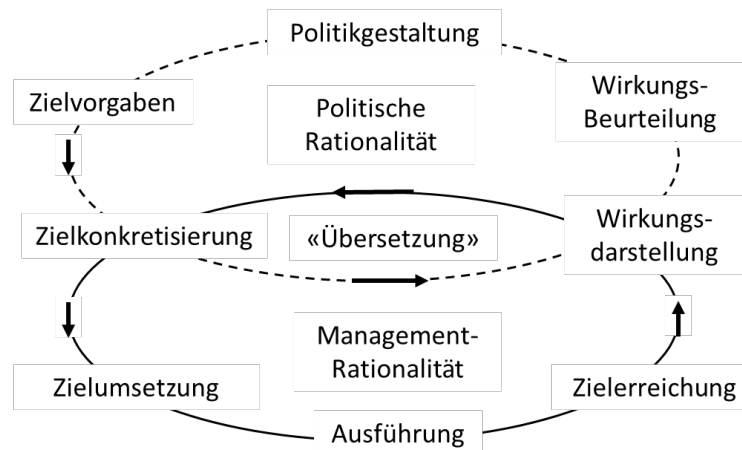 Politikgestaltung
Zielvorgaben
Wirkungs-
Beurteilung
Politische
Rationalität
Zielkonkretisierung
«Übersetzung»
Wirkungs-
darstellung
Management-
Rationalität
Zielumsetzung
Zielerreichung
Ausführung